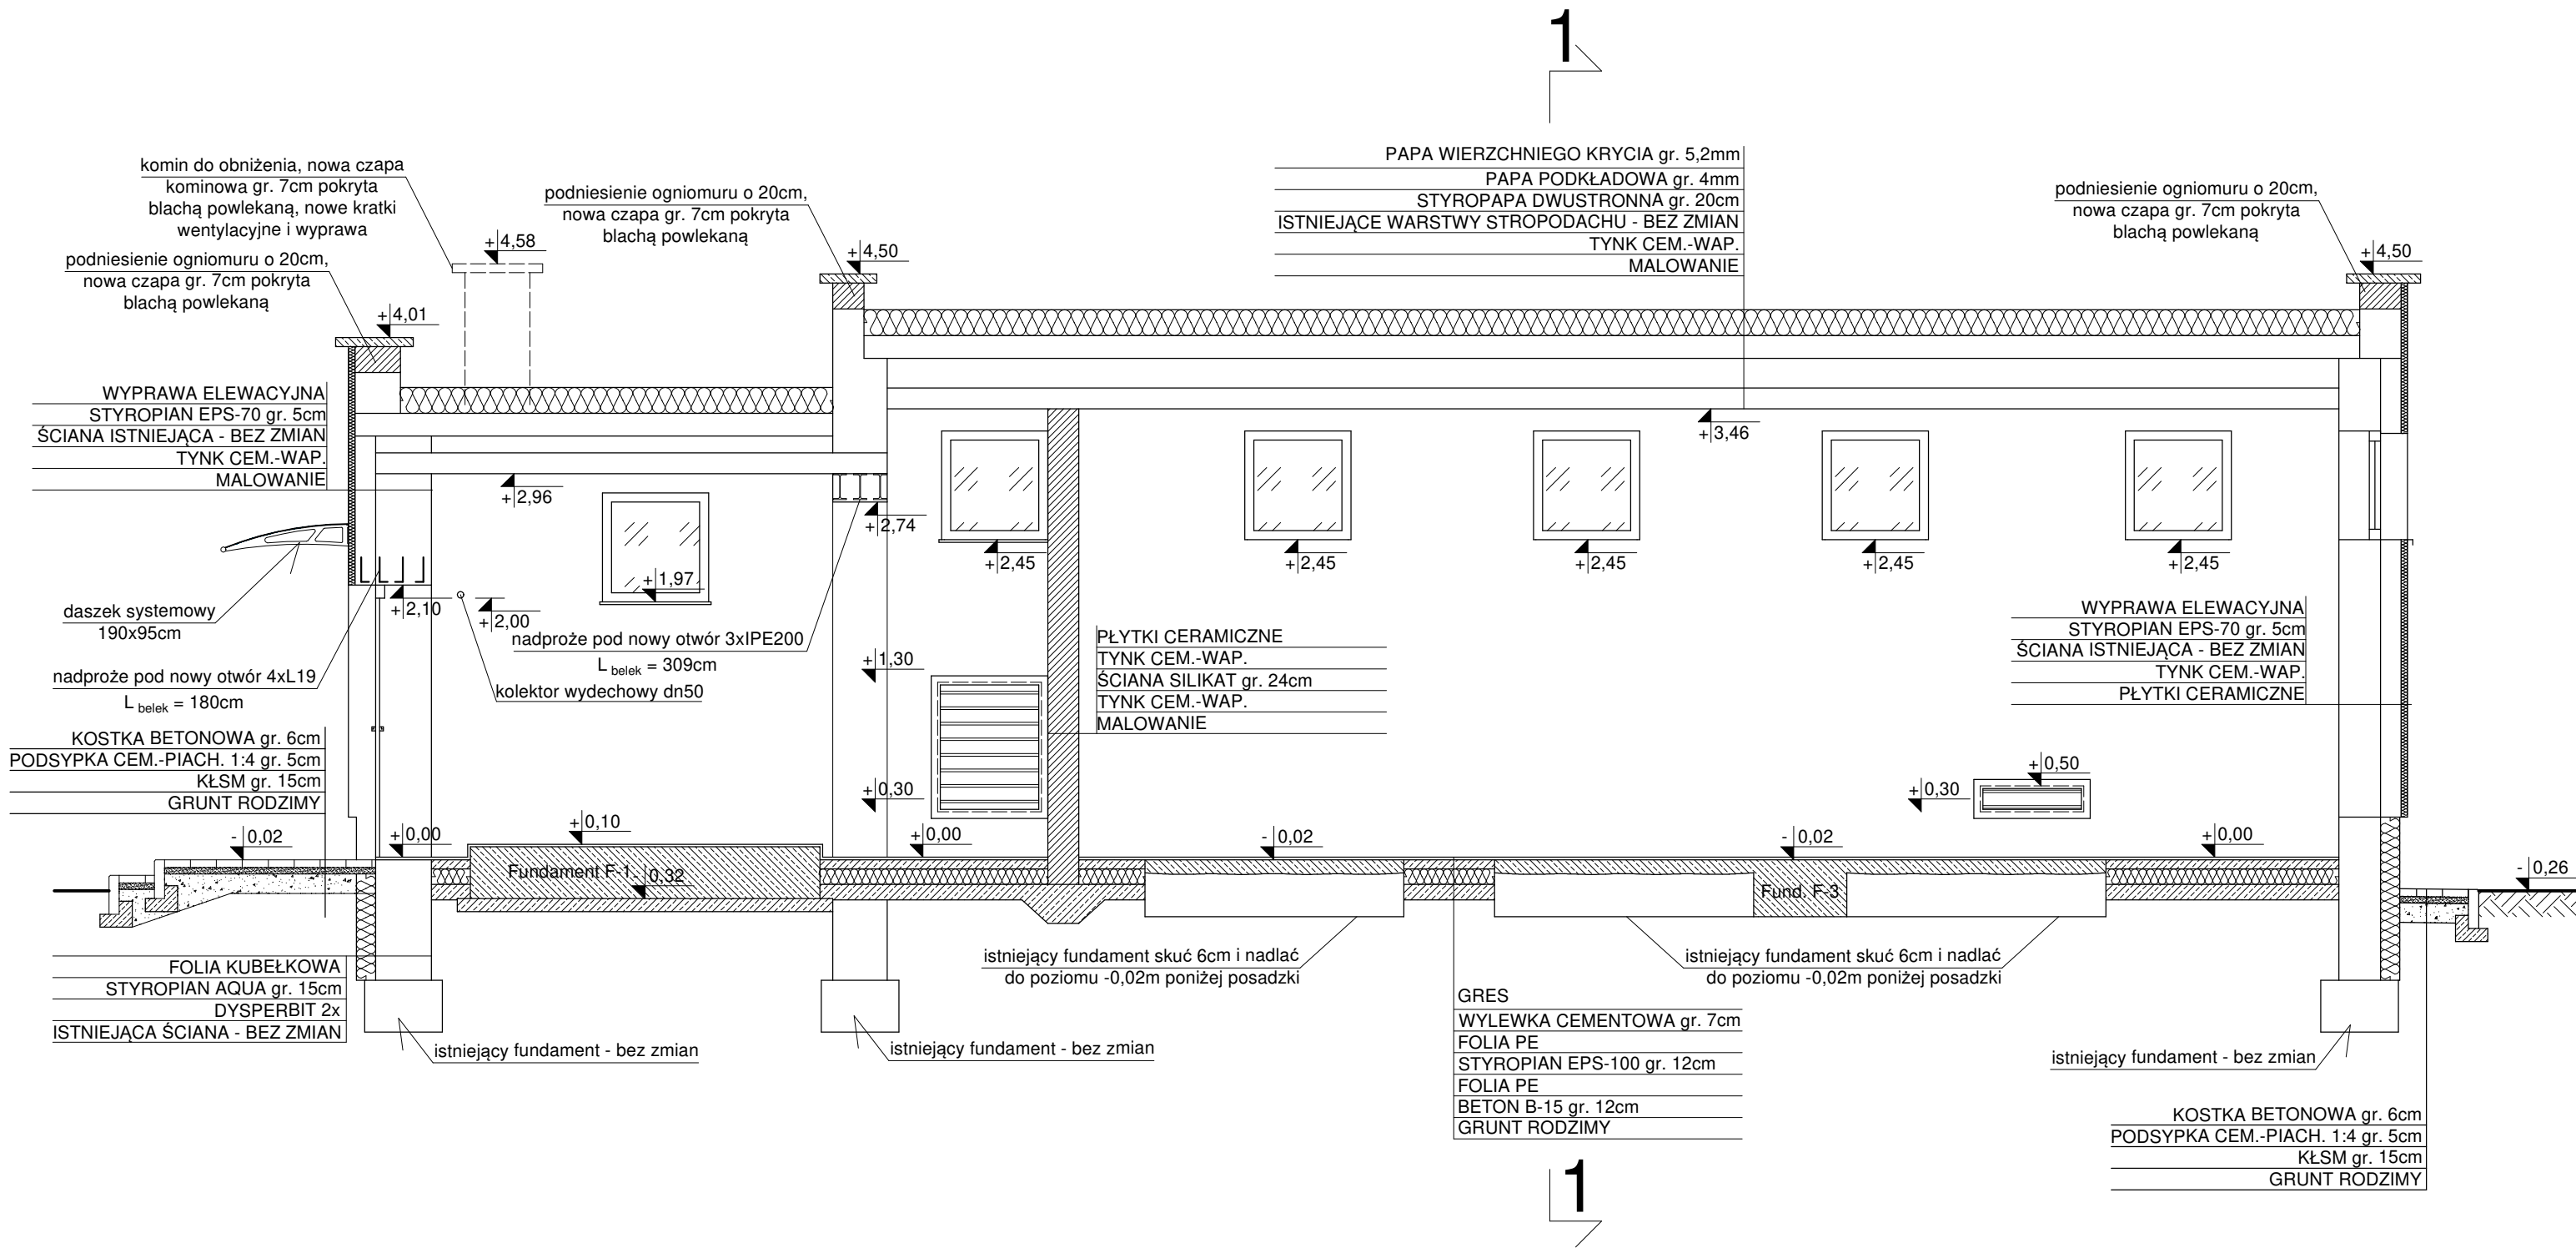 1
komin do obniżenia, nowa czapa
kominowa gr. 7cm pokryta
blachą powlekaną, nowe kratki
wentylacyjne i wyprawa
podniesienie ogniomuru o 20cm,
nowa czapa gr. 7cm pokryta
blachą powlekaną
podniesienie ogniomuru o 20cm,
nowa czapa gr. 7cm pokryta
blachą powlekaną
PAPA WIERZCHNIEGO KRYCIA gr. 5,2mm
PAPA PODKŁADOWA gr. 4mm
STYROPAPA DWUSTRONNA gr. 20cm
ISTNIEJĄCE WARSTWY STROPODACHU - BEZ ZMIAN
TYNK CEM.-WAP.
MALOWANIE
podniesienie ogniomuru o 20cm,
nowa czapa gr. 7cm pokryta
blachą powlekaną
+4,58
+4,50
+4,50
+4,01
WYPRAWA ELEWACYJNA
STYROPIAN EPS-70 gr. 5cm
ŚCIANA ISTNIEJĄCA - BEZ ZMIAN
TYNK CEM.-WAP.
MALOWANIE
+2,96
+2,74
+3,46
+2,45
+2,45
+2,45
+2,45
+2,45
+1,97
+2,10
+2,00
daszek systemowy
190x95cm
nadproże pod nowy otwór 3xIPE200
L belek = 309cm
kolektor wydechowy dn50
nadproże pod nowy otwór 4xL19
L belek = 180cm
+1,30
+0,30
PŁYTKI CERAMICZNE
TYNK CEM.-WAP.
ŚCIANA SILIKAT gr. 24cm
TYNK CEM.-WAP.
MALOWANIE
WYPRAWA ELEWACYJNA
STYROPIAN EPS-70 gr. 5cm
ŚCIANA ISTNIEJĄCA - BEZ ZMIAN
TYNK CEM.-WAP.
PŁYTKI CERAMICZNE
KOSTKA BETONOWA gr. 6cm
PODSYPKA CEM.-PIACH. 1:4 gr. 5cm
KŁSM gr. 15cm
GRUNT RODZIMY
+0,50
+0,30
- 0,02
+0,00
+0,10
+0,00
- 0,02
- 0,02
+0,00
- 0,26
Fundament F-1
- 0,32
Fund. F-3
istniejący fundament skuć 6cm i nadlać
do poziomu -0,02m poniżej posadzki
istniejący fundament skuć 6cm i nadlać
do poziomu -0,02m poniżej posadzki
FOLIA KUBEŁKOWA
STYROPIAN AQUA gr. 15cm
DYSPERBIT 2x
ISTNIEJĄCA ŚCIANA - BEZ ZMIAN
istniejący fundament - bez zmian
istniejący fundament - bez zmian
istniejący fundament - bez zmian
GRES
WYLEWKA CEMENTOWA gr. 7cm
FOLIA PE
STYROPIAN EPS-100 gr. 12cm
FOLIA PE
BETON B-15 gr. 12cm
GRUNT RODZIMY
KOSTKA BETONOWA gr. 6cm
PODSYPKA CEM.-PIACH. 1:4 gr. 5cm
KŁSM gr. 15cm
GRUNT RODZIMY
1